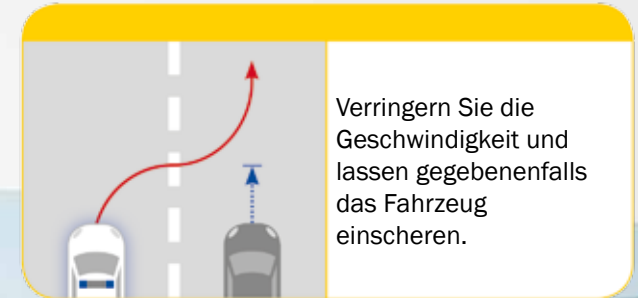 Verringern Sie die
Geschwindigkeit und
lassen gegebenenfalls
das Fahrzeug
einscheren.